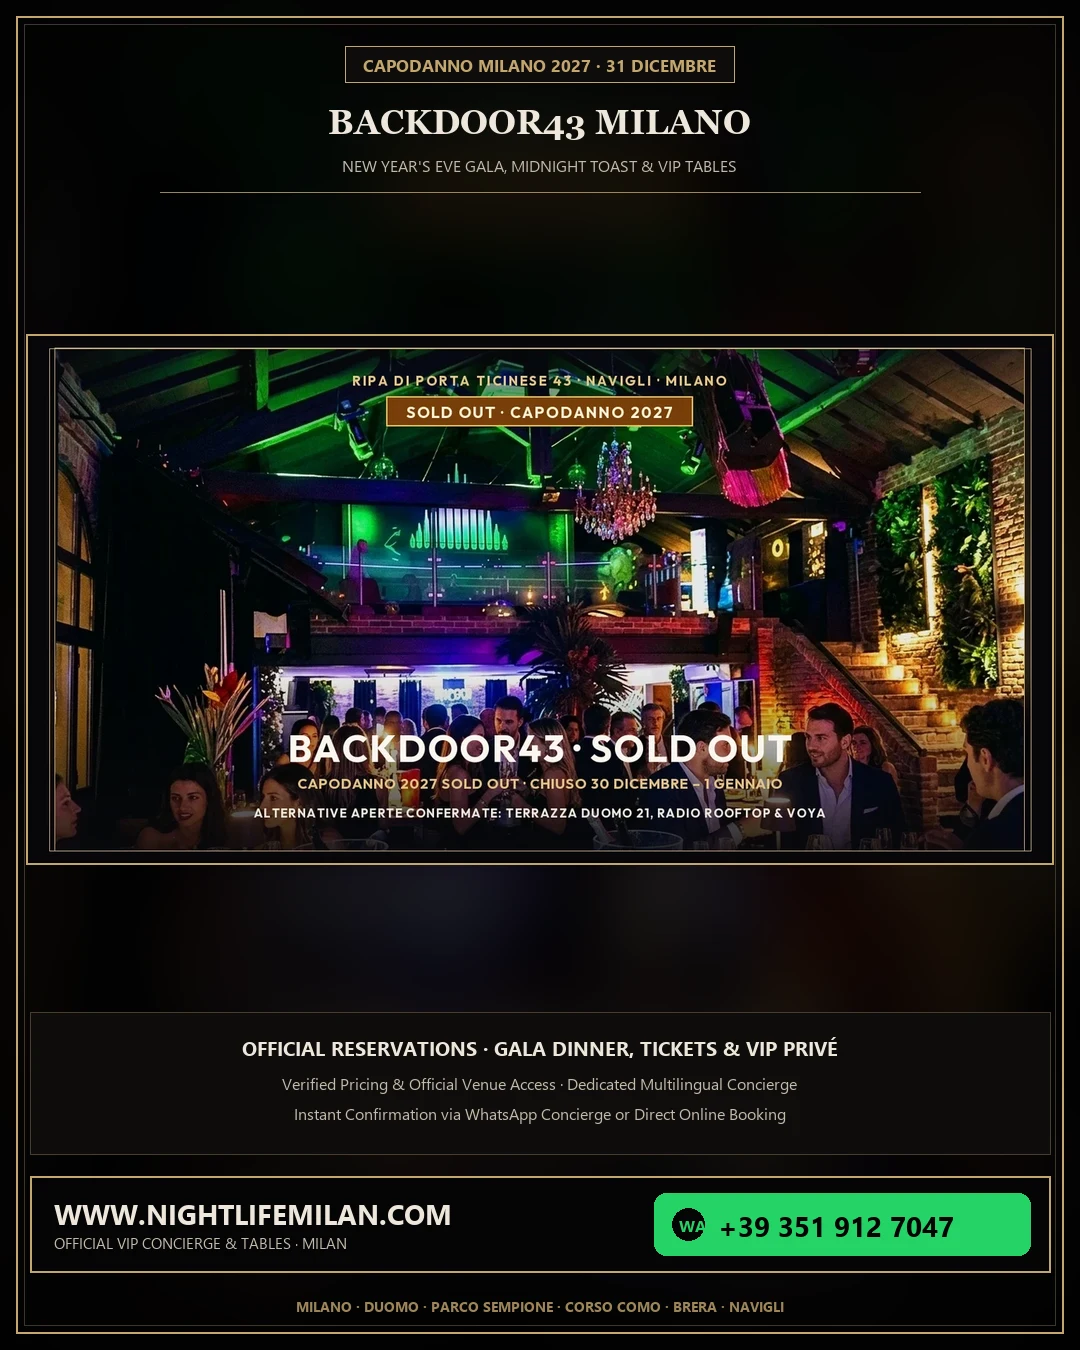 CAPODANNO MILANO 2027 · 31 DICEMBRE
BACKDOOR43 MILANO
NEW YEAR'S EVE GALA, MIDNIGHT TOAST & VIP TABLES
RIPA DI PORTA TICINESE 43 · NAVIGLI · MILANO
SOLD OUT · CAPODANNO 2027
BACKDOOR43 · SOLD OUT
CAPODANNO 2027 SOLD OUT · CHIUSO 30 DICEMBRE – 1 GENNAIO
ALTERNATIVE APERTE CONFERMATE: TERRAZZA DUOMO 21, RADIO ROOFTOP & VOYA
OFFICIAL RESERVATIONS · GALA DINNER, TICKETS & VIP PRIVÉ
Verified Pricing & Official Venue Access · Dedicated Multilingual Concierge
Instant Confirmation via WhatsApp Concierge or Direct Online Booking
WWW.NIGHTLIFEMILAN.COM
OFFICIAL VIP CONCIERGE & TABLES · MILAN
WA +39 351 912 7047
MILANO · DUOMO · PARCO SEMPIONE · CORSO COMO · BRERA · NAVIGLI